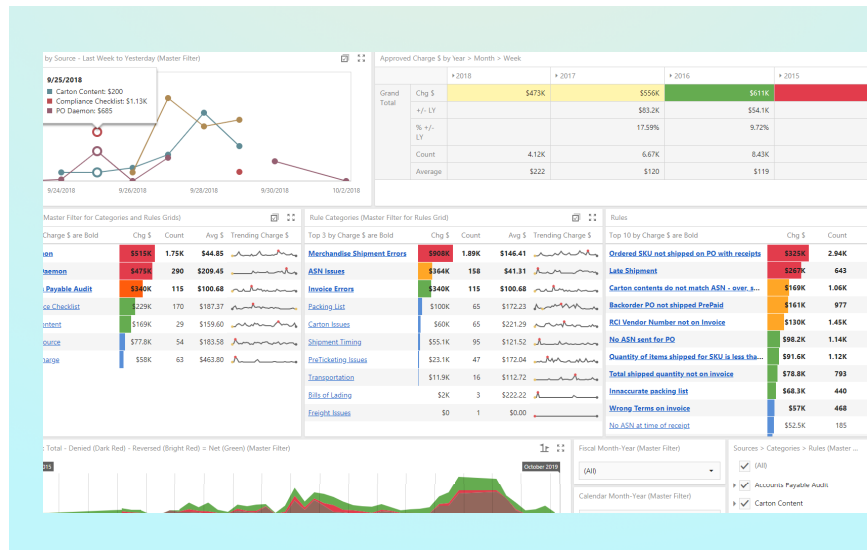 by Source - Last Week to Yesterday (Master Filter)
9/25/2018
Carton Content: $200
Compliance Checklist: $1.13K
PO Daemon: $685
9/24/2018 9/26/2018 9/28/2018 9/30/2018 10/2/2018
Approved Charge $ by Year > Month > Week
2018 2017 2016 2015
Grand Total Chg $ $473K $556K $611K
+/- LY $83.2K $54.1K
% +/- LY 17.59% 9.72%
Count 4.12K 6.67K 8.43K
Average $222 $120 $119
Master Filter for Categories and Rules Grids)
Charge $ are Bold Chg $ Count Avg $ Trending Charge $
on $515K 1.75K $44.85
aemon $475K 290 $209.45
Payable Audit $340K 115 $100.68
ce Checklist $229K 170 $187.37
ntent $169K 29 $159.60
ource $77.8K 54 $183.58
harge $58K 63 $463.80
Rule Categories (Master Filter for Rules Grid)
Top 3 by Charge $ are Bold Chg $ Count Avg $ Trending Charge $
Merchandise Shipment Errors $908K 1.89K $146.41
ASN Issues $364K 158 $41.31
Invoice Errors $340K 115 $100.68
Packing List $100K 65 $172.23
Carton Issues $60K 65 $221.29
Shipment Timing $55.1K 95 $121.52
PreTicketing Issues $23.1K 47 $172.04
Transportation $11.9K 16 $112.72
Bills of Lading $2K 3 $222.22
Freight Issues $0 1 $0.00
Rules
Top 10 by Charge $ are Bold Chg $ Count
Ordered SKU not shipped on PO with receipts $325K 2.94K
Late Shipment $267K 643
Carton contents do not match ASN - over, s... $169K 1.06K
Backorder PO not shipped PrePaid $161K 977
RCI Vendor Number not on invoice $130K 1.45K
No ASN sent for PO $98.2K 1.14K
Quantity of items shipped for SKU is less tha... $91.6K 1.12K
Total shipped quantity not on invoice $78.8K 793
Innaccurate packing list $68.3K 440
Wrong Terms on invoice $57K 468
No ASN at time of receipt $52.5K 185
: Total - Denied (Dark Red) - Reversed (Bright Red) = Net (Green) (Master Filter)
015 October 2019
Fiscal Month-Year (Master Filter)
(All)
Calendar Month-Year (Master Filter)
Sources > Categories > Rules (Master ...
(All)
Accounts Payable Audit
Carton Content